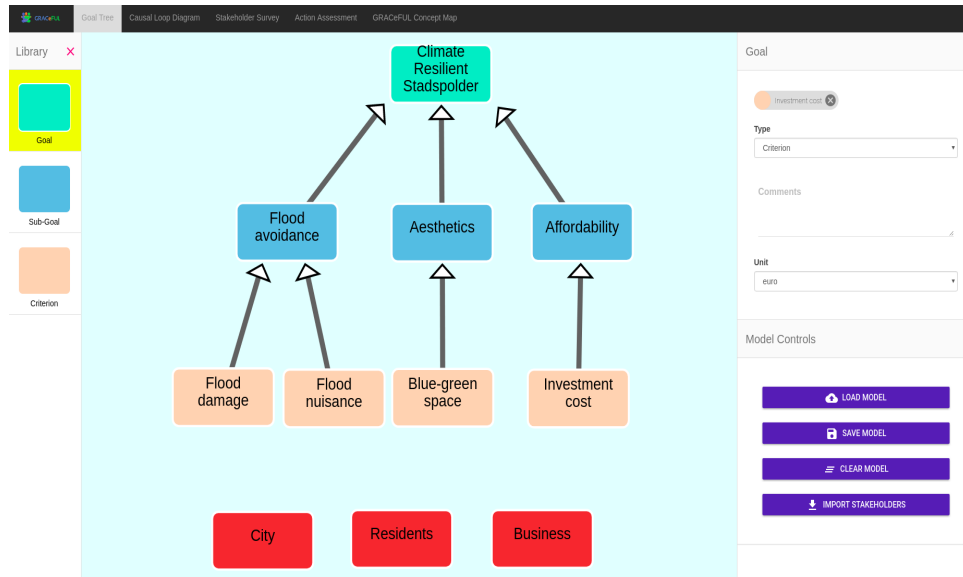 GRACeFUL Goal Tree Causal Loop Diagram Stakeholder Survey Action Assessment GRACeFUL Concept Map
Library
Goal
Sub-Goal
Criterion
Climate
Resilient
Stadspolder
Flood
avoidance
Aesthetics
Affordability
Flood
damage
Flood
nuisance
Blue-green
space
Investment
cost
City
Residents
Business
Goal
Investment cost
Type
Criterion
Comments
Unit
euro
Model Controls
LOAD MODEL
SAVE MODEL
CLEAR MODEL
IMPORT STAKEHOLDERS